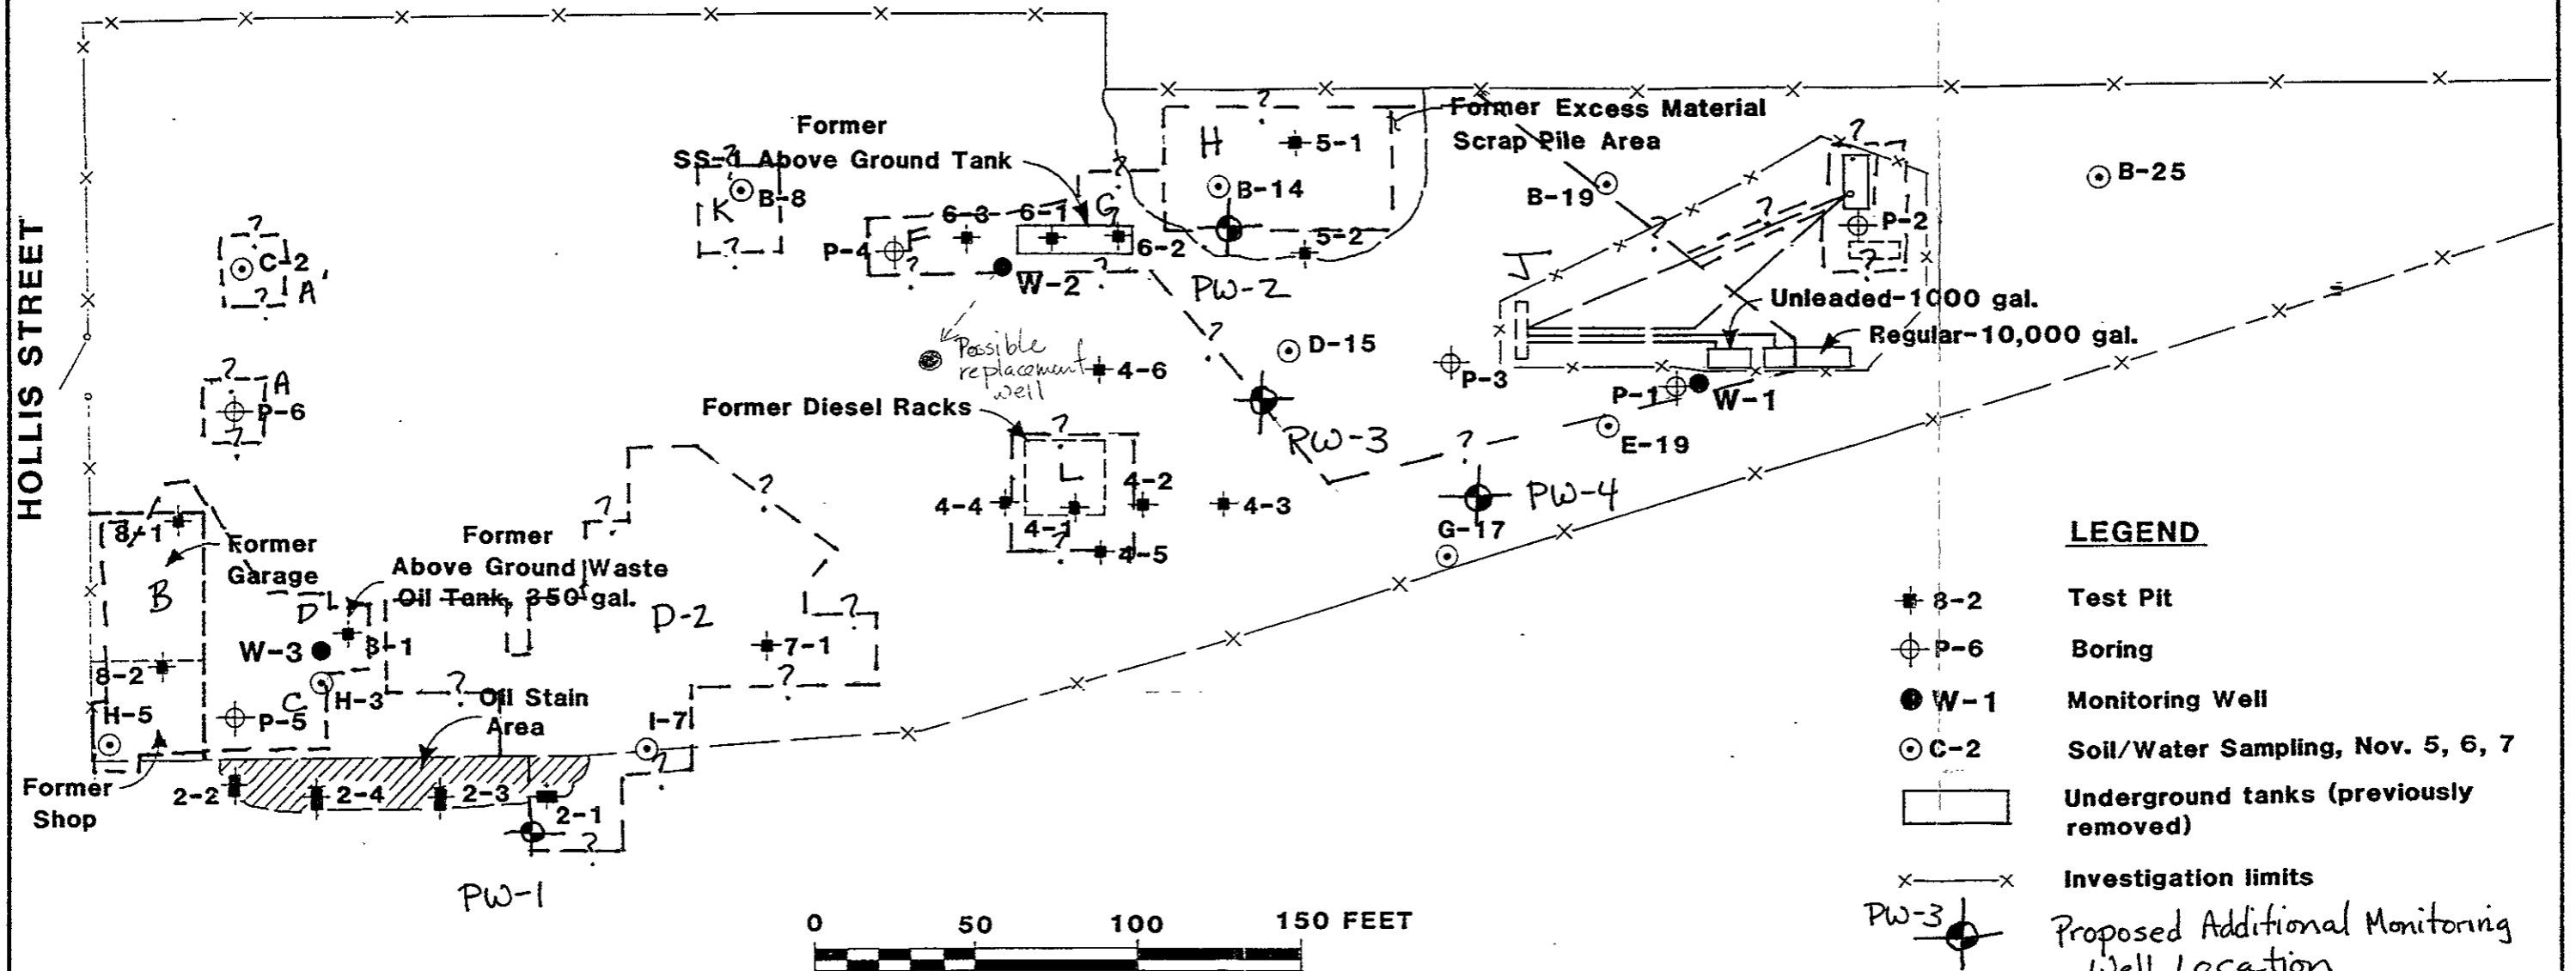 HOLLIS STREET
Former
SS-1 Above Ground Tank
Former Excess Material
Scrap Pile Area
?
H
5-1
B-14
K
B-8
?
?
6-3
6-1
G
?
F
P-4
?
6-2
?
W-2
5-2
PW-2
B-19
?
?
?
P-2
?
B-25
J
Unleaded-1000 gal.
Regular-10,000 gal.
?
C-2
?
A'
?
A
P-6
?
Possible
replacement
well
4-6
?
D-15
P-3
P-1
W-1
Former Diesel Racks
RW-3
E-19
?
?
L
4-2
4-4
4-1
4-3
?
4-5
PW-4
G-17
8-1
Former
Garage
B
Former
Above Ground Waste
Oil Tank, 350 gal.
?
?
D
D-2
?
W-3
3-1
7-1
8-2
H-3
C
?
Oil Stain
Area
?
H-5
P-5
I-7
?
Former
Shop
2-2
2-4
2-3
2-1
?
PW-1
0 50 100 150 FEET
LEGEND
8-2 Test Pit
P-6 Boring
W-1 Monitoring Well
C-2 Soil/Water Sampling, Nov. 5, 6, 7
Underground tanks (previously
removed)
Investigation limits
PW-3 Proposed Additional Monitoring
Well Location